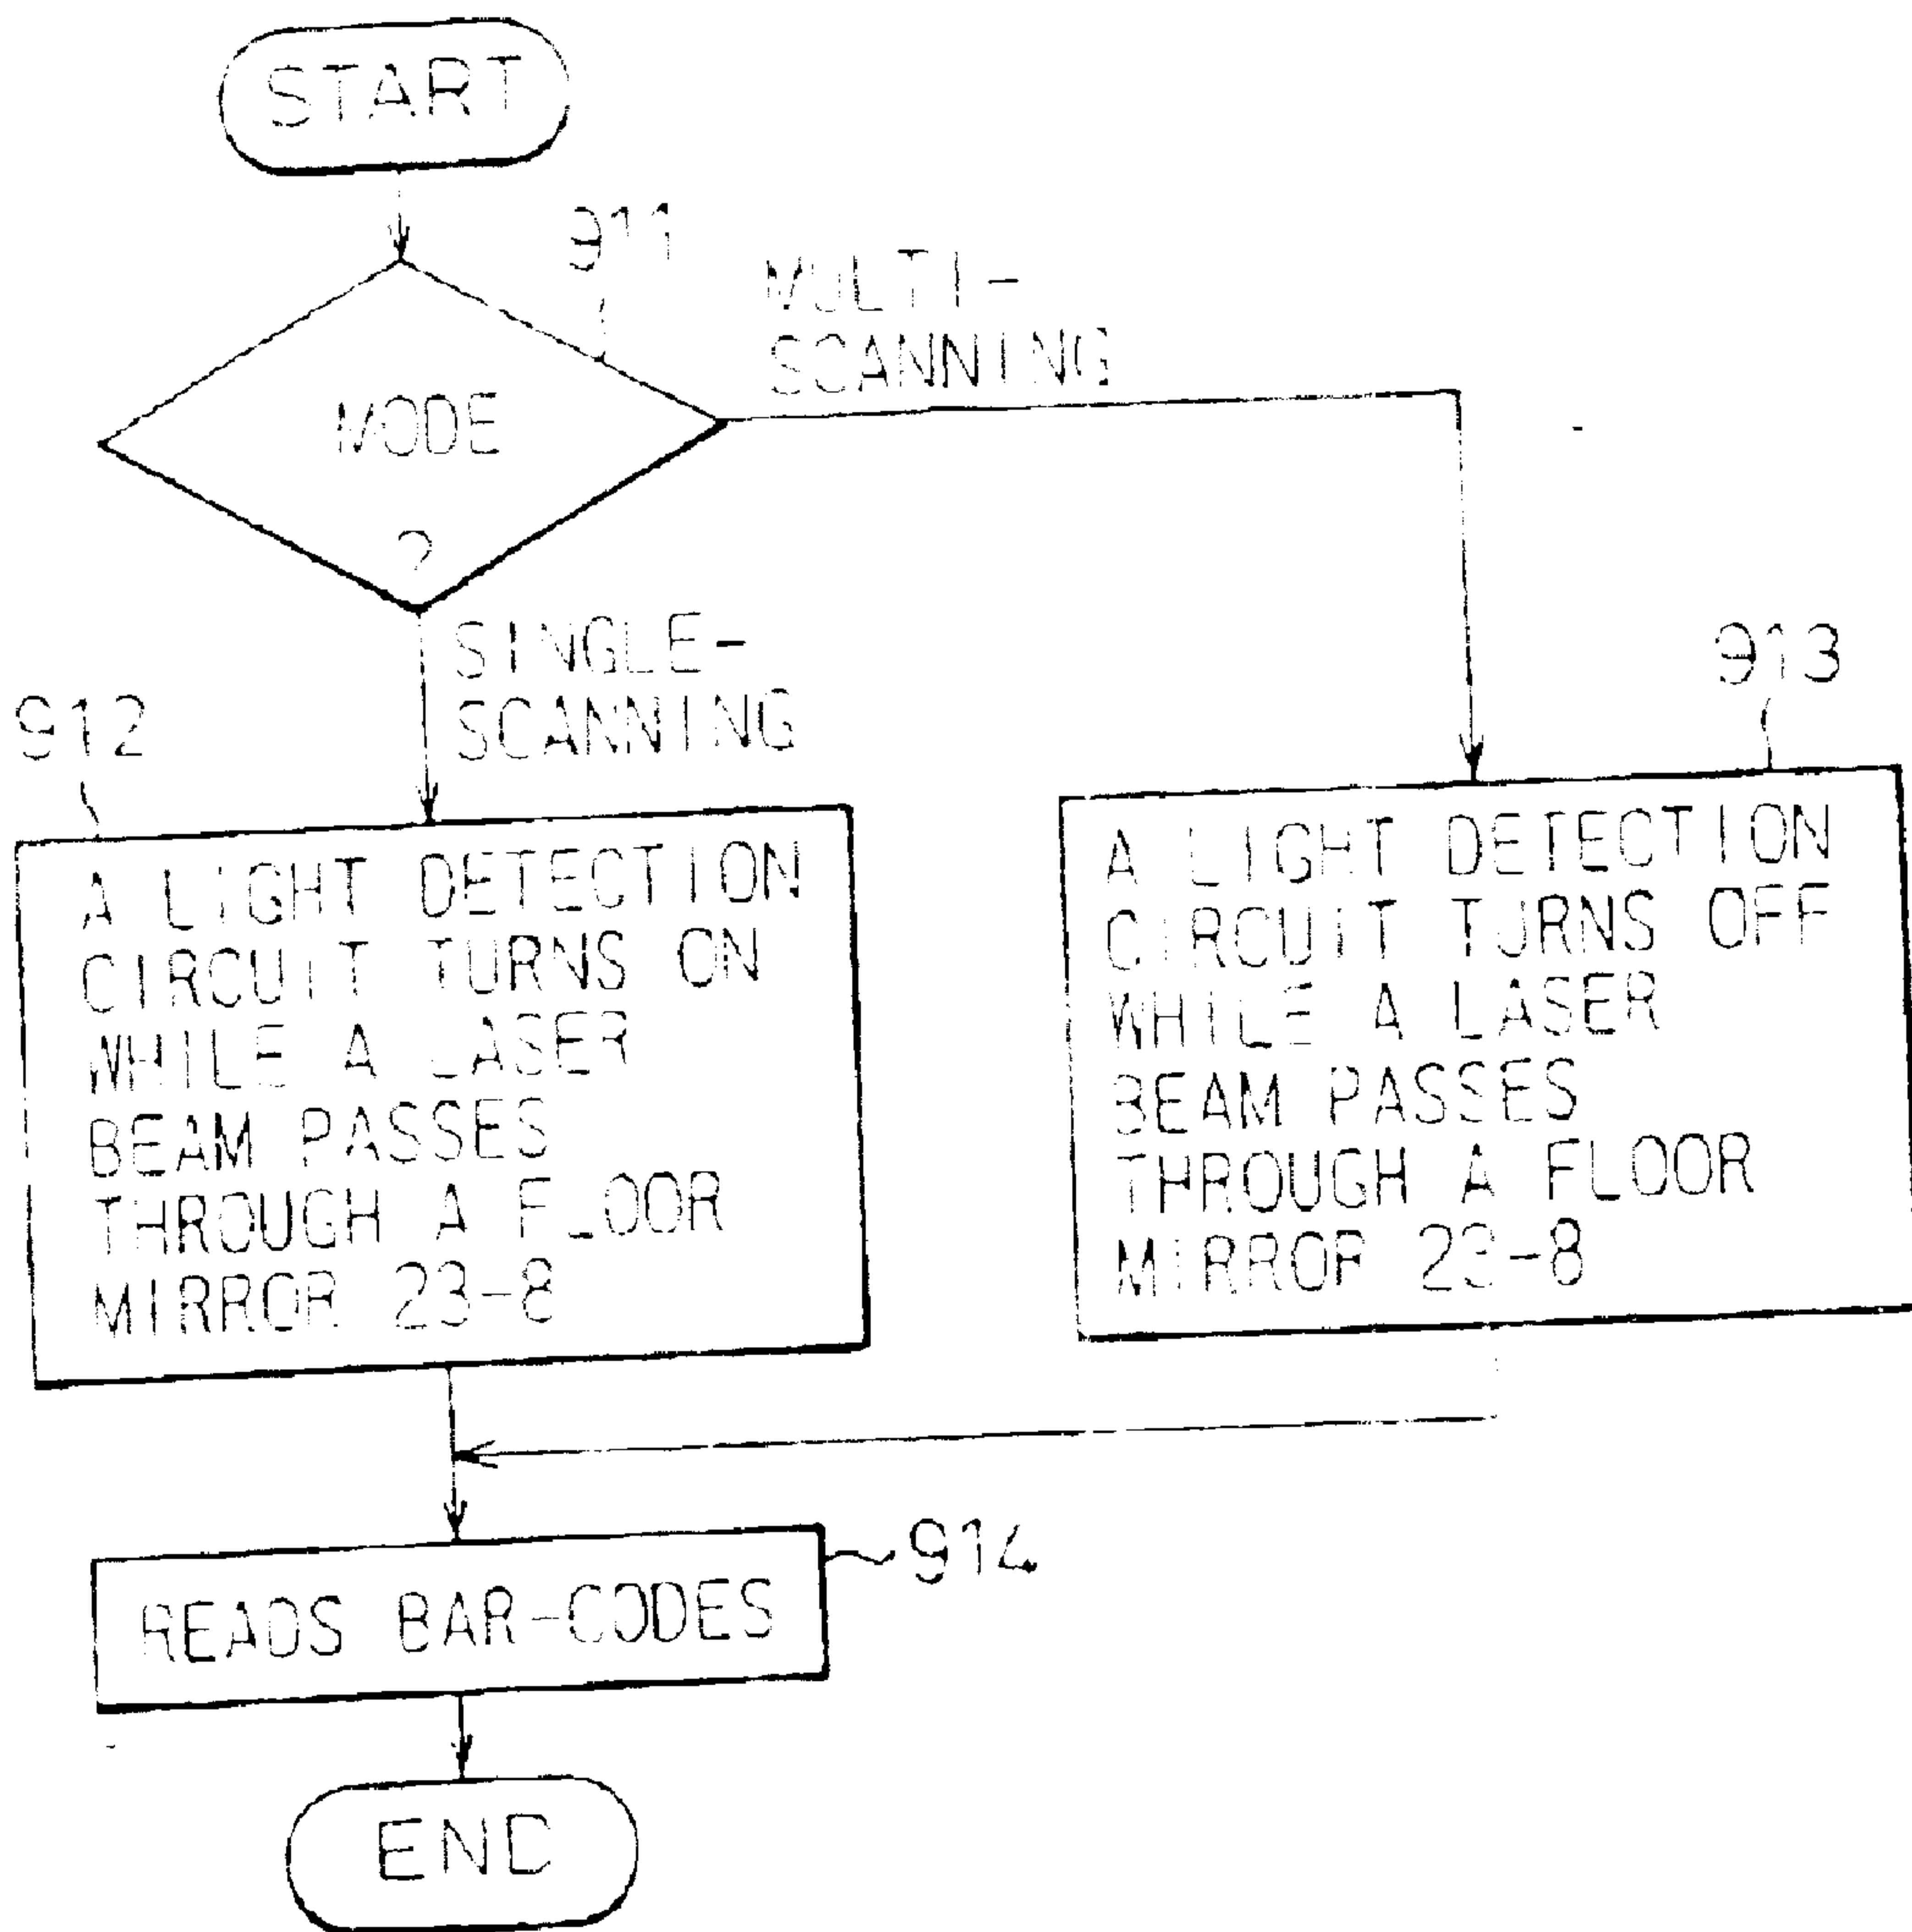 START
911
MULTI-
SCANNING
MODE
?
SINGLE-
SCANNING
912
913
A LIGHT DETECTION
CIRCUIT TURNS ON
WHILE A LASER
BEAM PASSES
THROUGH A FLOOR
MIRROR 23-8
A LIGHT DETECTION
CIRCUIT TURNS OFF
WHILE A LASER
BEAM PASSES
THROUGH A FLOOR
MIRROR 23-8
READS BAR-CODES
914
END